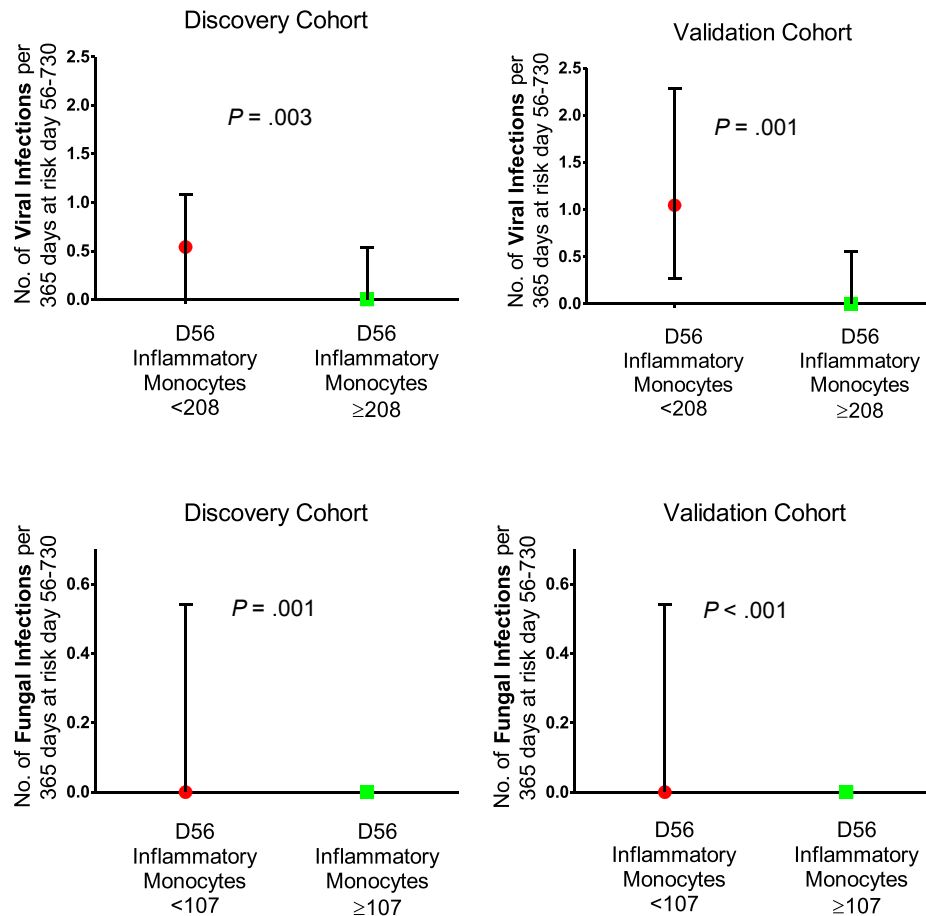 Discovery Cohort
No. of Viral Infections per
365 days at risk day 56-730
2.5
2.0
1.5
1.0
0.5
0.0
P = .003
D56
Inflammatory
Monocytes
<208
D56
Inflammatory
Monocytes
≥208
Validation Cohort
No. of Viral Infections per
365 days at risk day 56-730
2.5
2.0
1.5
1.0
0.5
0.0
P = .001
D56
Inflammatory
Monocytes
<208
D56
Inflammatory
Monocytes
≥208
Discovery Cohort
No. of Fungal Infections per
365 days at risk day 56-730
0.6
0.4
0.2
0.0
P = .001
D56
Inflammatory
Monocytes
<107
D56
Inflammatory
Monocytes
≥107
Validation Cohort
No. of Fungal Infections per
365 days at risk day 56-730
0.6
0.4
0.2
0.0
P < .001
D56
Inflammatory
Monocytes
<107
D56
Inflammatory
Monocytes
≥107